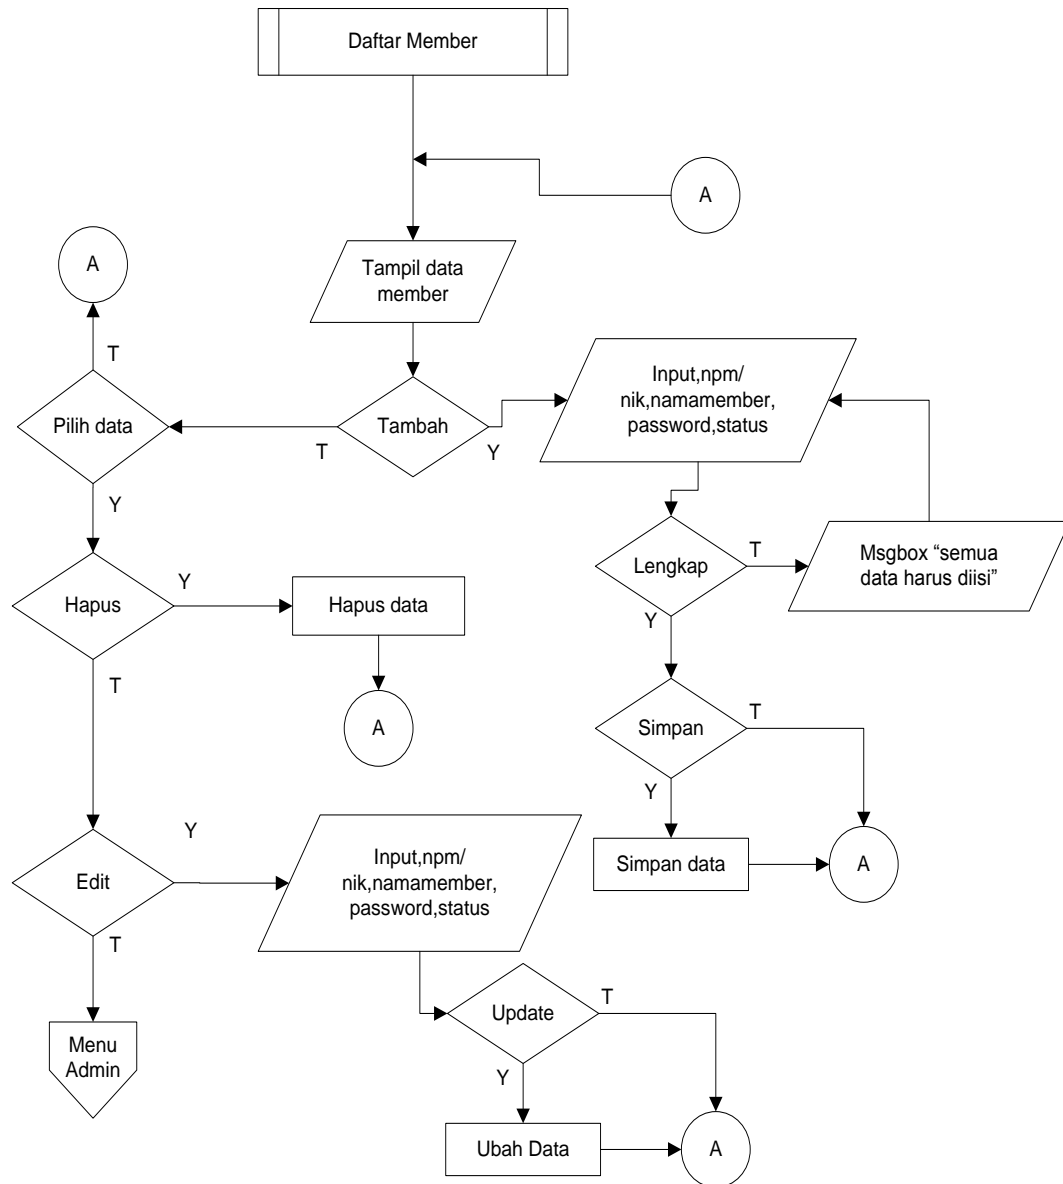 Daftar Member
A
A
Tampil data
member
T
Pilih data
T
Tambah
Y
Input,npm/
nik,namamember,
password,status
Y
Lengkap
T
Msgbox “semua
data harus diisi”
Hapus
Y
Hapus data
Y
T
A
Simpan
T
Y
Y
Edit
Input,npm/
nik,namamember,
password,status
Simpan data
A
T
Menu
Admin
Update
T
Y
Ubah Data
A